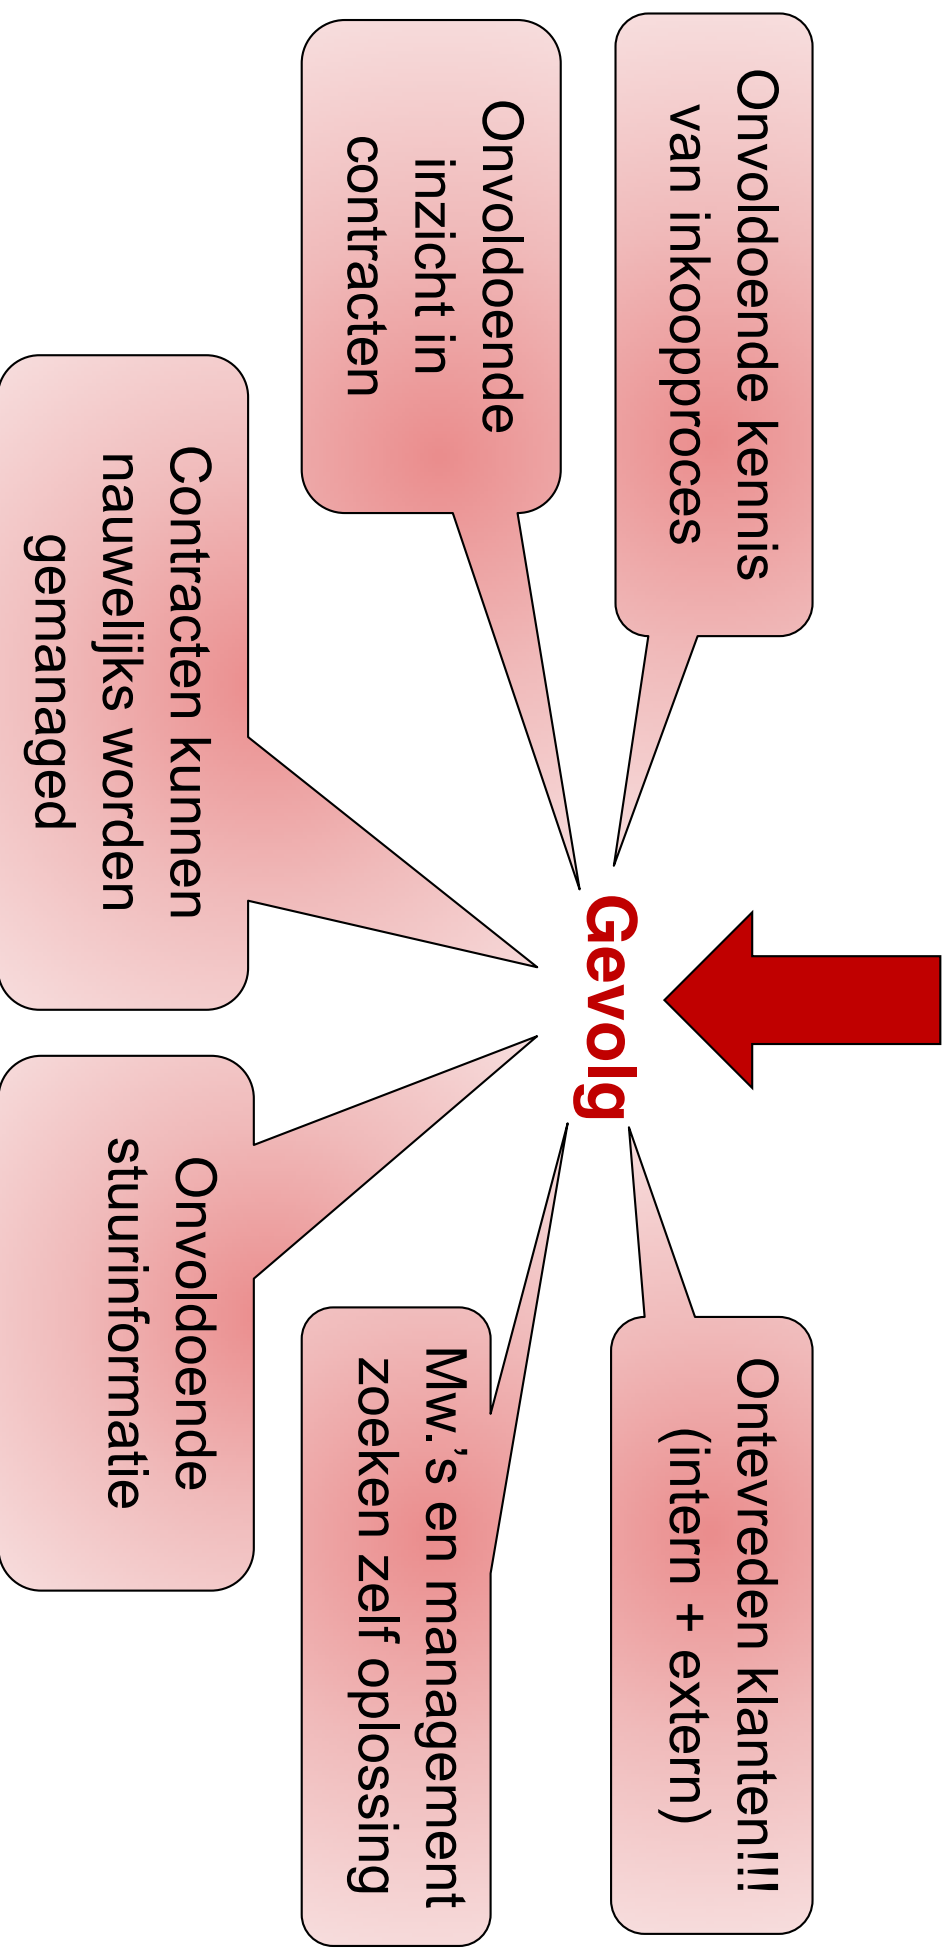 Onvoldoende kennis
van inkoopproces
Onvoldoende
inzicht in
contracten
Contracten kunnen
nauwelijks worden
gemanaged
Gevolg
Ontevreden klanten!!!
(intern + extern)
Mw.’s en management
zoeken zelf oplossing
Onvoldoende
stuurinformatie